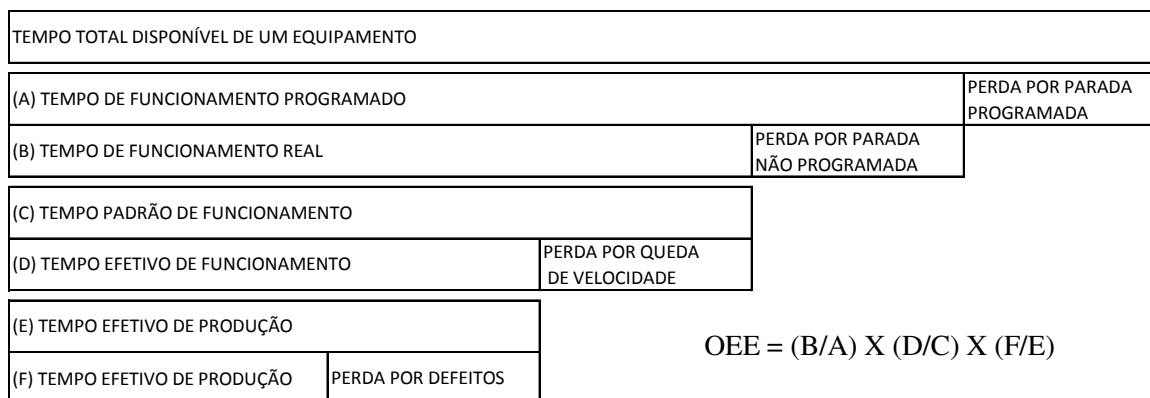 TEMPO TOTAL DISPONÍVEL DE UM EQUIPAMENTO
(A) TEMPO DE FUNCIONAMENTO PROGRAMADO
PERDA POR PARADA
PROGRAMADA
(B) TEMPO DE FUNCIONAMENTO REAL
PERDA POR PARADA
NÃO PROGRAMADA
(C) TEMPO PADRÃO DE FUNCIONAMENTO
(D) TEMPO EFETIVO DE FUNCIONAMENTO
PERDA POR QUEDA
DE VELOCIDADE
(E) TEMPO EFETIVO DE PRODUÇÃO
(F) TEMPO EFETIVO DE PRODUÇÃO
PERDA POR DEFEITOS
OEE = (B/A) X (D/C) X (F/E)